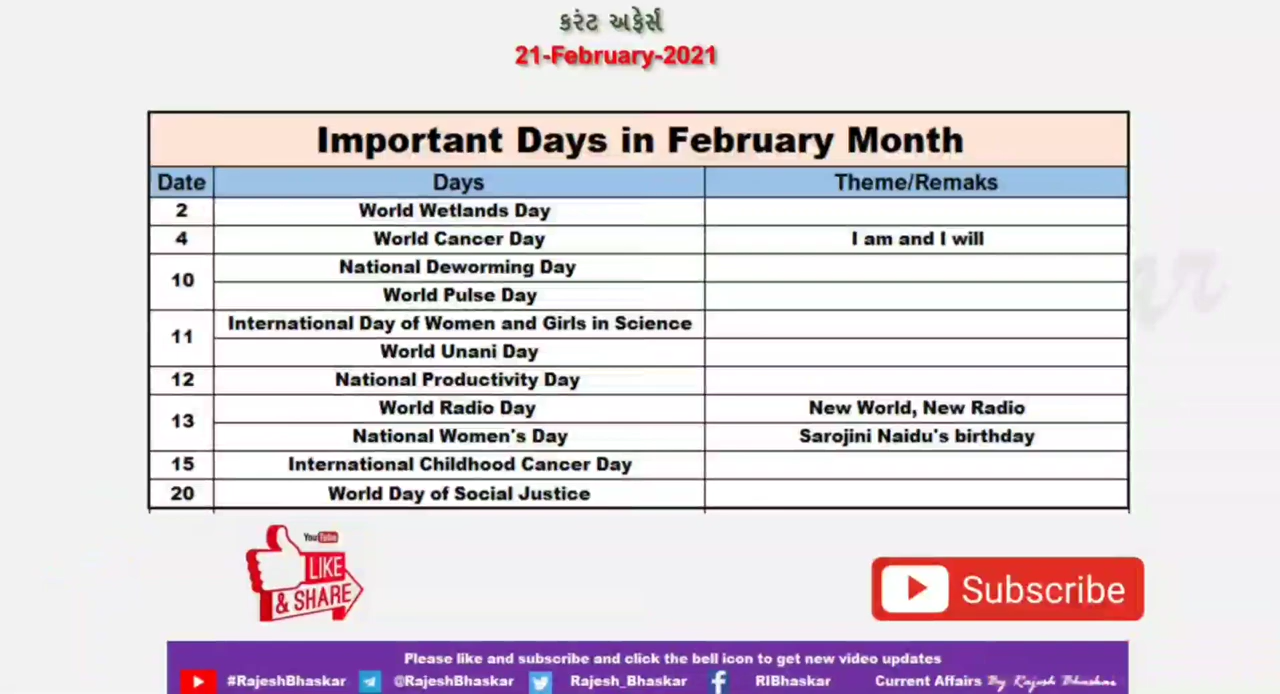 કરંટ અફેર્સ
21-February-2021
Important Days in February Month
Date Days Theme/Remaks
2 World Wetlands Day
4 World Cancer Day I am and I will
10 National Deworming Day
World Pulse Day
11 International Day of Women and Girls in Science
World Unani Day
12 National Productivity Day
13 World Radio Day New World, New Radio
National Women's Day Sarojini Naidu's birthday
15 International Childhood Cancer Day
20 World Day of Social Justice
YouTube
LIKE
& SHARE
Subscribe
Please like and subscribe and click the bell icon to get new video updates
#RajeshBhaskar @RajeshBhaskar Rajesh_Bhaskar RIBhaskar Current Affairs By Rajesh Bhaskar